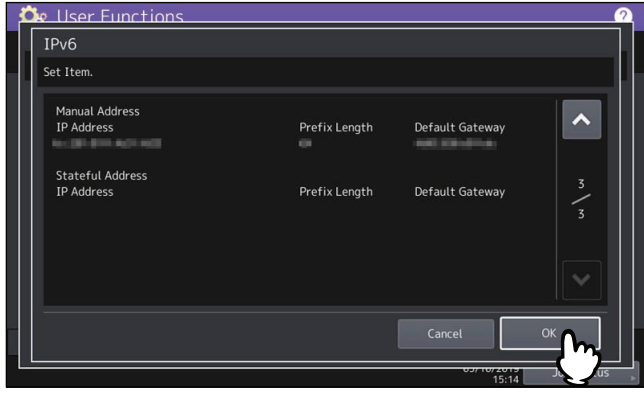 User Functions
?
IPv6
Set Item.
Manual Address
IP Address Prefix Length Default Gateway
Stateful Address
IP Address Prefix Length Default Gateway
3
3
Cancel OK
15:14